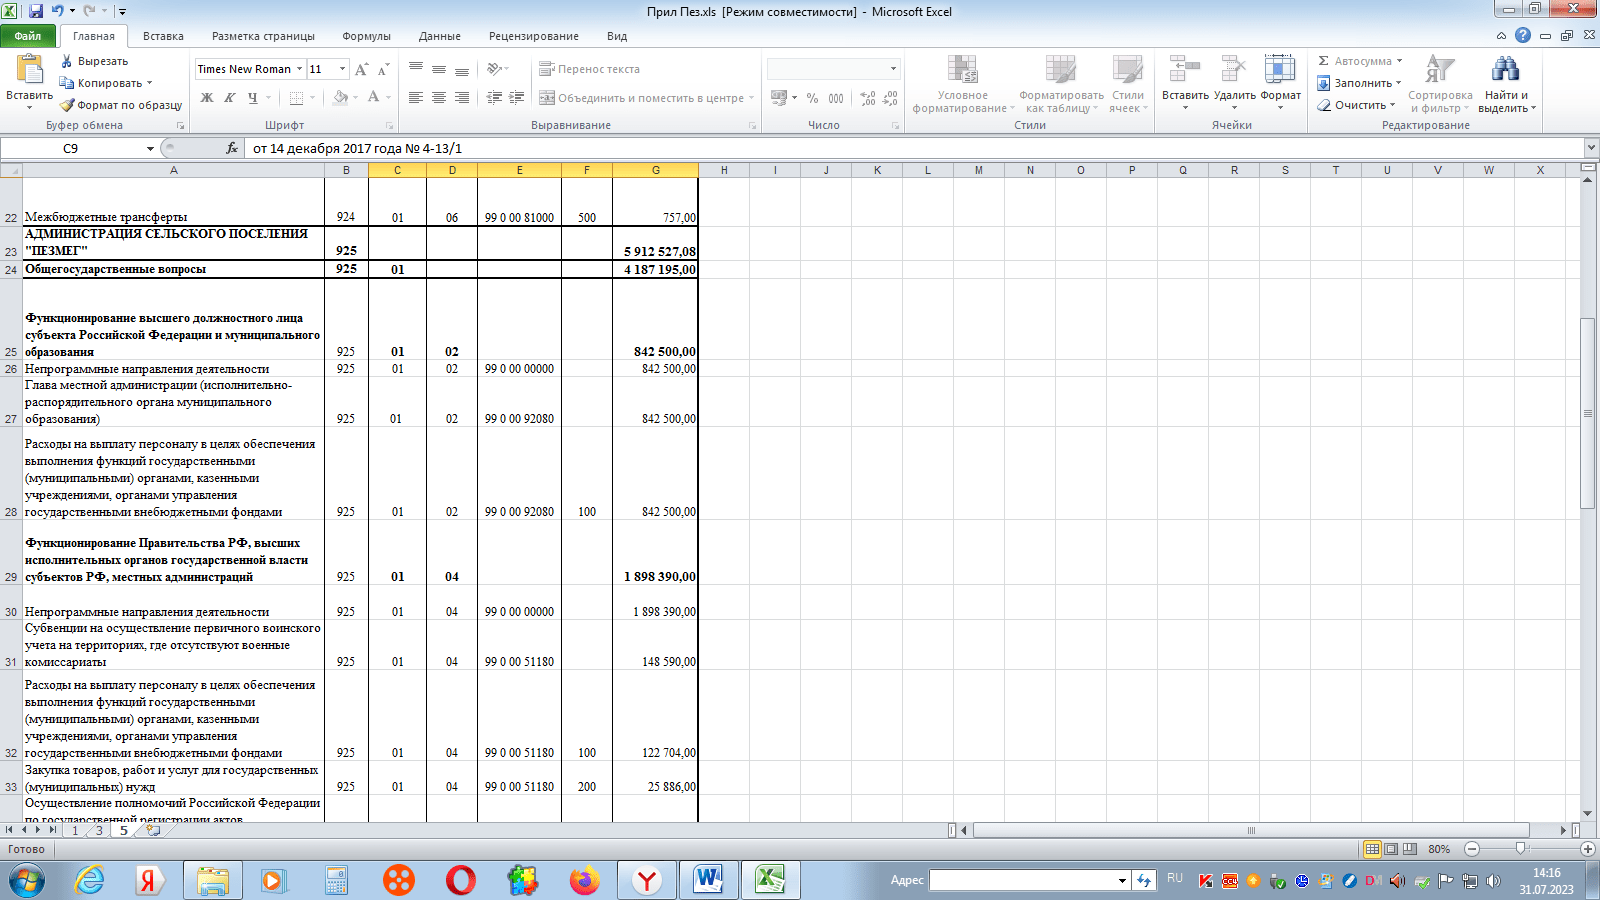 Прил Пез.xls [Режим совместимости] - Microsoft Excel
Файл Главная Вставка Разметка страницы Формулы Данные Рецензирование Вид
Вставить
Вырезать
Копировать
Формат по образцу
Буфер обмена
Times New Roman 11
Ж К Ч
Шрифт
Перенос текста
Объединить и поместить в центре
Выравнивание
% 000
Число
Условное форматирование
Форматировать как таблицу
Стили ячеек
Стили
Вставить Удалить Формат
Ячейки
Σ Автосумма
Заполнить
Очистить
Сортировка и фильтр
Найти и выделить
Редактирование
C9 fx от 14 декабря 2017 года № 4-13/1
A B C D E F G H I J K L M N O P Q R S T U V W X
22 Межбюджетные трансферты 924 01 06 99 0 00 81000 500 757,00
АДМИНИСТРАЦИЯ СЕЛЬСКОГО ПОСЕЛЕНИЯ
23 "ПЕЗМЕГ" 925 5 912 527,08
24 Общегосударственные вопросы 925 01 4 187 195,00
Функционирование высшего должностного лица
субъекта Российской Федерации и муниципального
25 образования 925 01 02 842 500,00
26 Непрограммные направления деятельности 925 01 02 99 0 00 00000 842 500,00
Глава местной администрации (исполнительно-
распорядительного органа муниципального
27 образования) 925 01 02 99 0 00 92080 842 500,00
Расходы на выплату персоналу в целях обеспечения
выполнения функций государственными
(муниципальными) органами, казенными
учреждениями, органами управления
28 государственными внебюджетными фондами 925 01 02 99 0 00 92080 100 842 500,00
Функционирование Правительства РФ, высших
исполнительных органов государственной власти
29 субъектов РФ, местных администраций 925 01 04 1 898 390,00
30 Непрограммные направления деятельности 925 01 04 99 0 00 00000 1 898 390,00
Субвенции на осуществление первичного воинского
учета на территориях, где отсутствуют военные
31 комиссариаты 925 01 04 99 0 00 51180 148 590,00
Расходы на выплату персоналу в целях обеспечения
выполнения функций государственными
(муниципальными) органами, казенными
учреждениями, органами управления
32 государственными внебюджетными фондами 925 01 04 99 0 00 51180 100 122 704,00
Закупка товаров, работ и услуг для государственных
33 (муниципальных) нужд 925 01 04 99 0 00 51180 200 25 886,00
Осуществление полномочий Российской Федерации
по государственной регистрации актов
1 3 5
Готово 80%
Адрес RU 14:16
31.07.2023